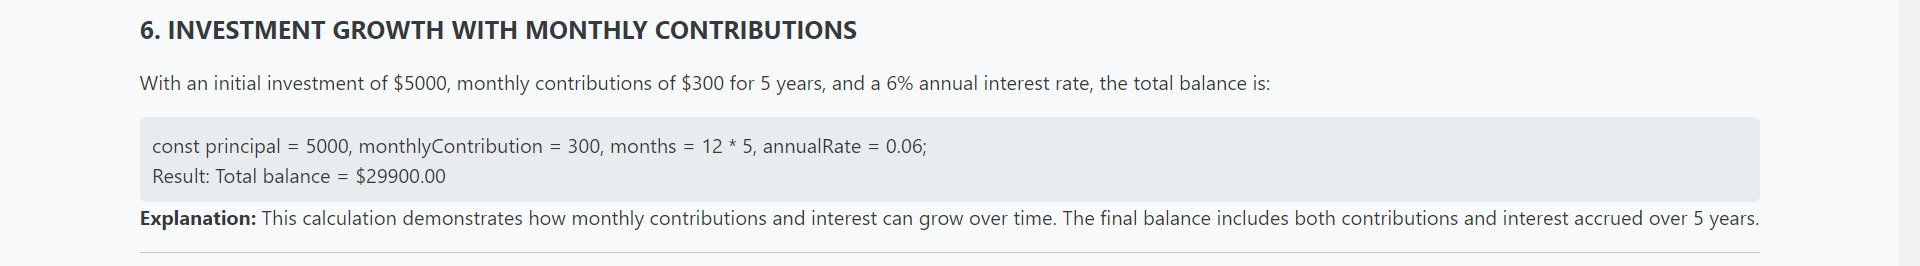 6. INVESTMENT GROWTH WITH MONTHLY CONTRIBUTIONS
With an initial investment of $5000, monthly contributions of $300 for 5 years, and a 6% annual interest rate, the total balance is:
const principal = 5000, monthlyContribution = 300, months = 12 * 5, annualRate = 0.06;
Result: Total balance = $29900.00
Explanation: This calculation demonstrates how monthly contributions and interest can grow over time. The final balance includes both contributions and interest accrued over 5 years.